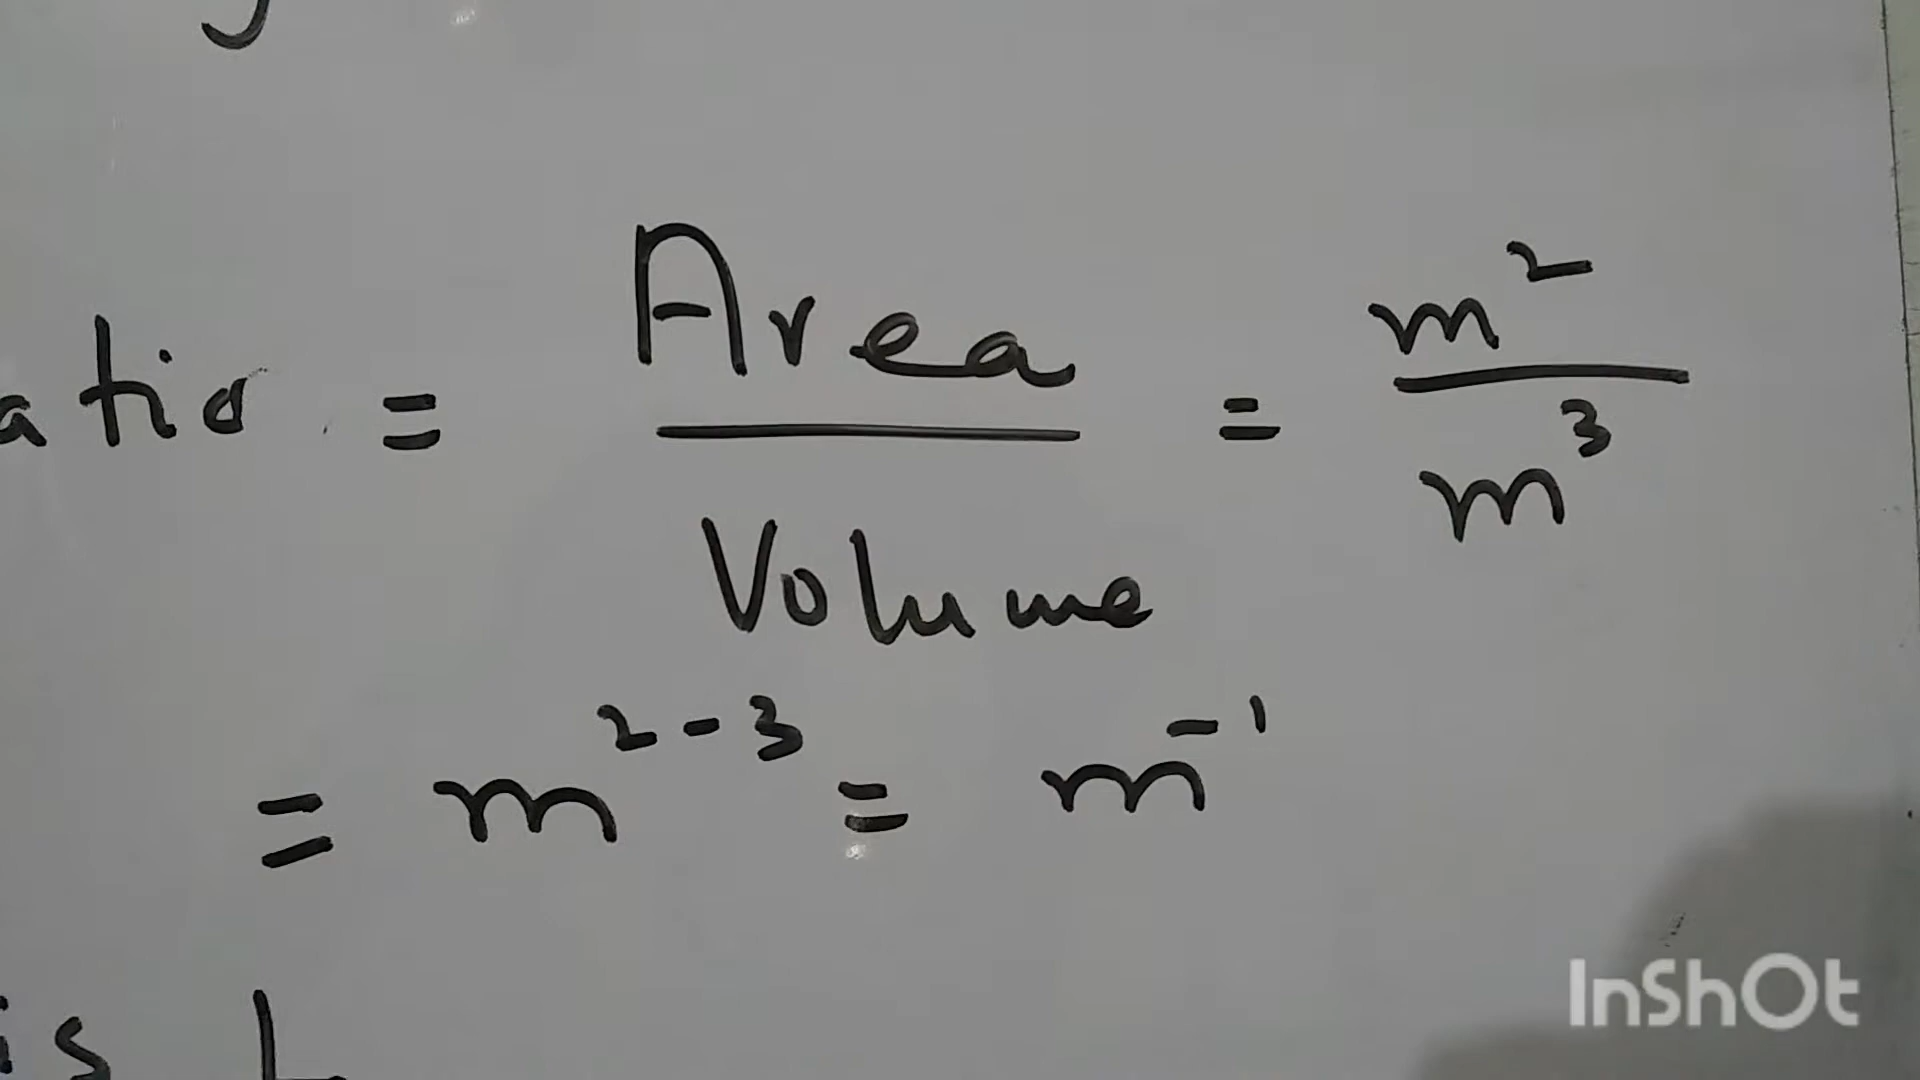 atio = Area / Volume = m² / m³
= m²⁻³ = m⁻¹
is
InShOt